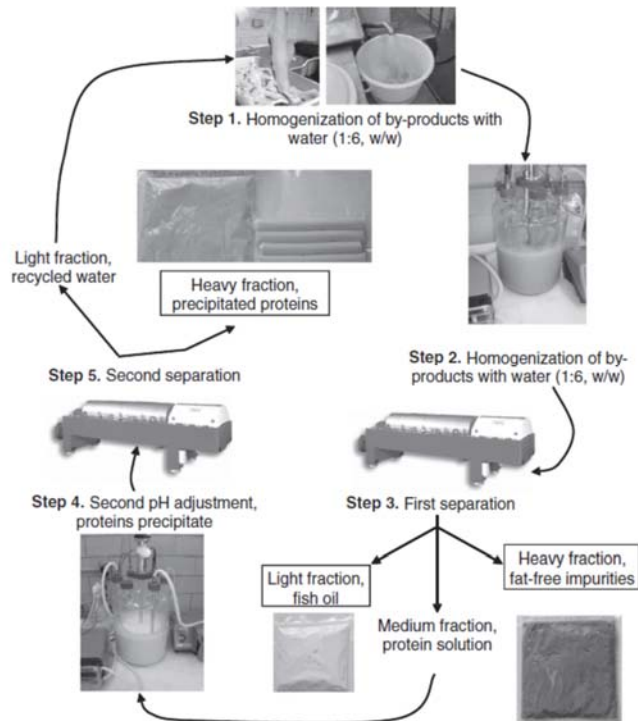 Step 1. Homogenization of by-products with
water (1:6, w/w)
Light fraction,
recycled water
Heavy fraction,
precipitated proteins
Step 2. Homogenization of by-
products with water (1:6, w/w)
Step 5. Second separation
Step 4. Second pH adjustment,
proteins precipitate
Step 3. First separation
Light fraction,
fish oil
Heavy fraction,
fat-free impurities
Medium fraction,
protein solution